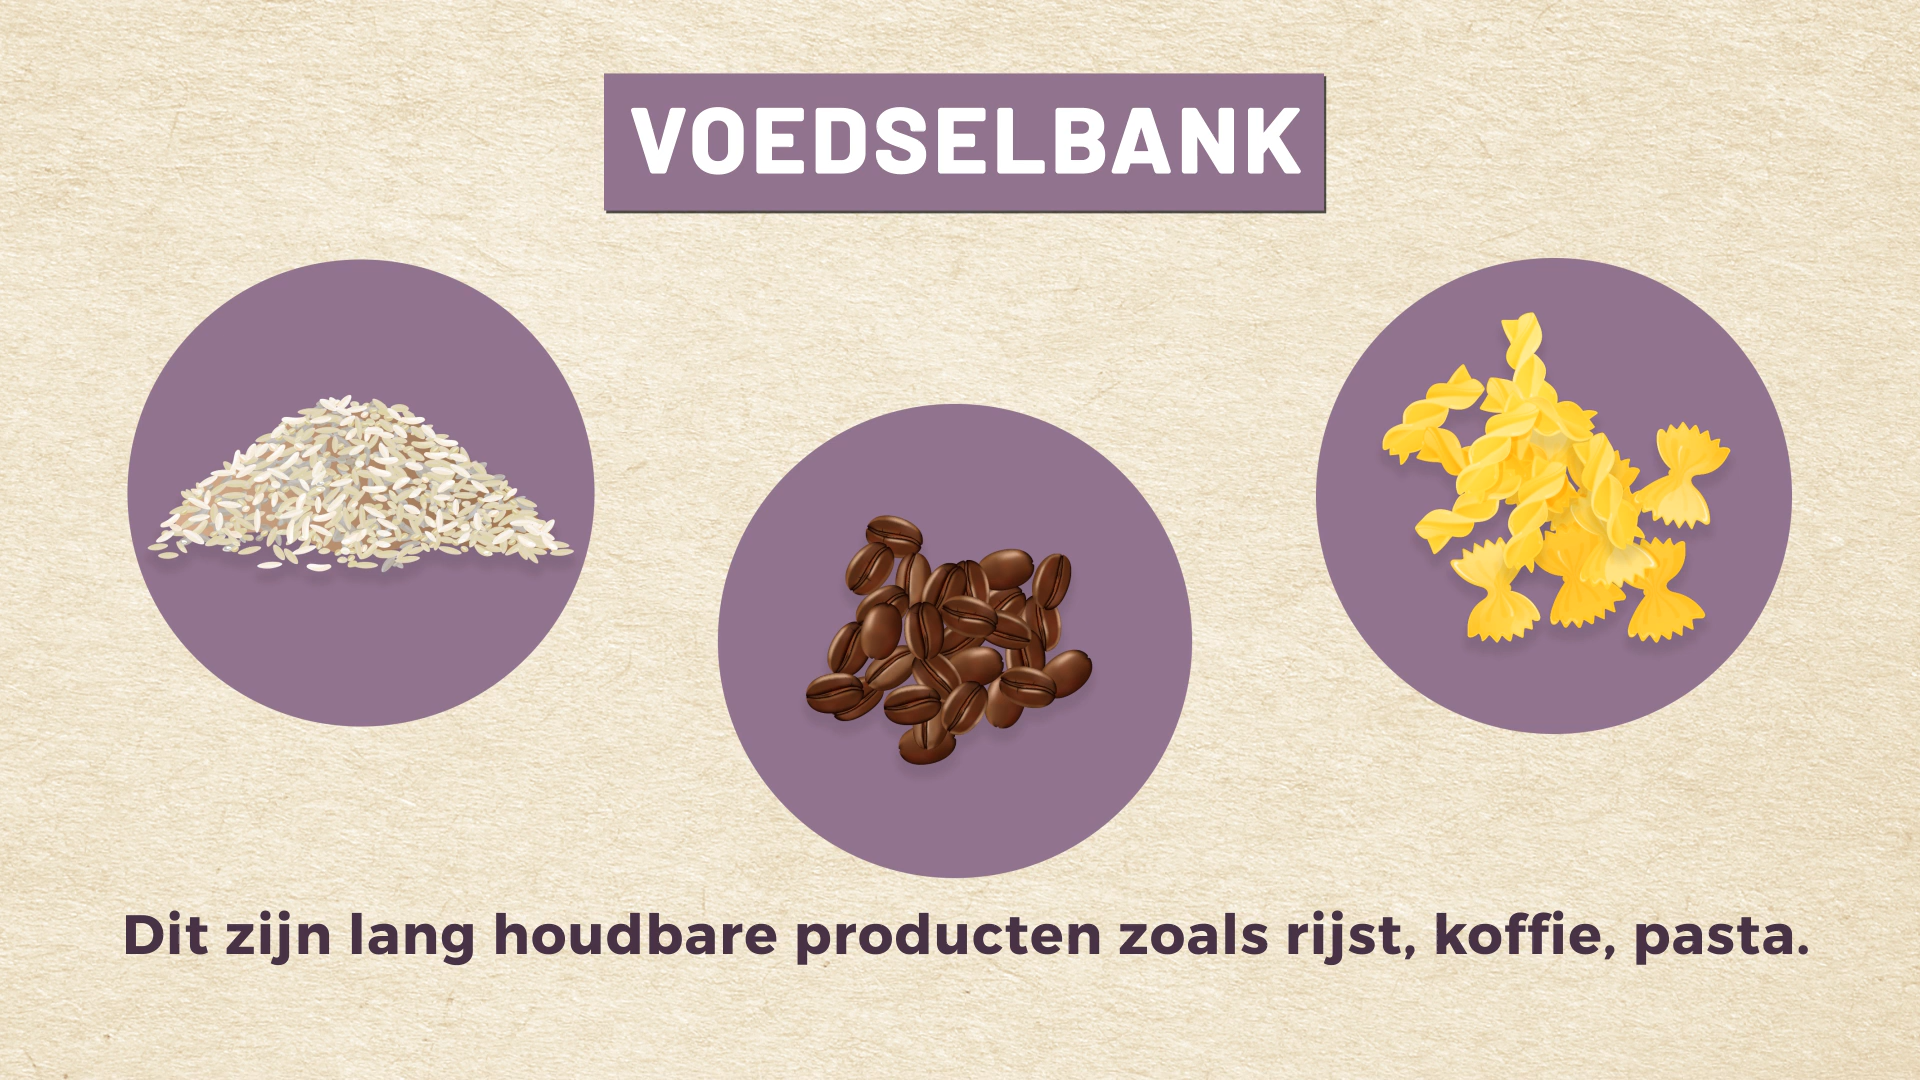 VOEDSELBANK
Dit zijn lang houdbare producten zoals rijst, koffie, pasta.